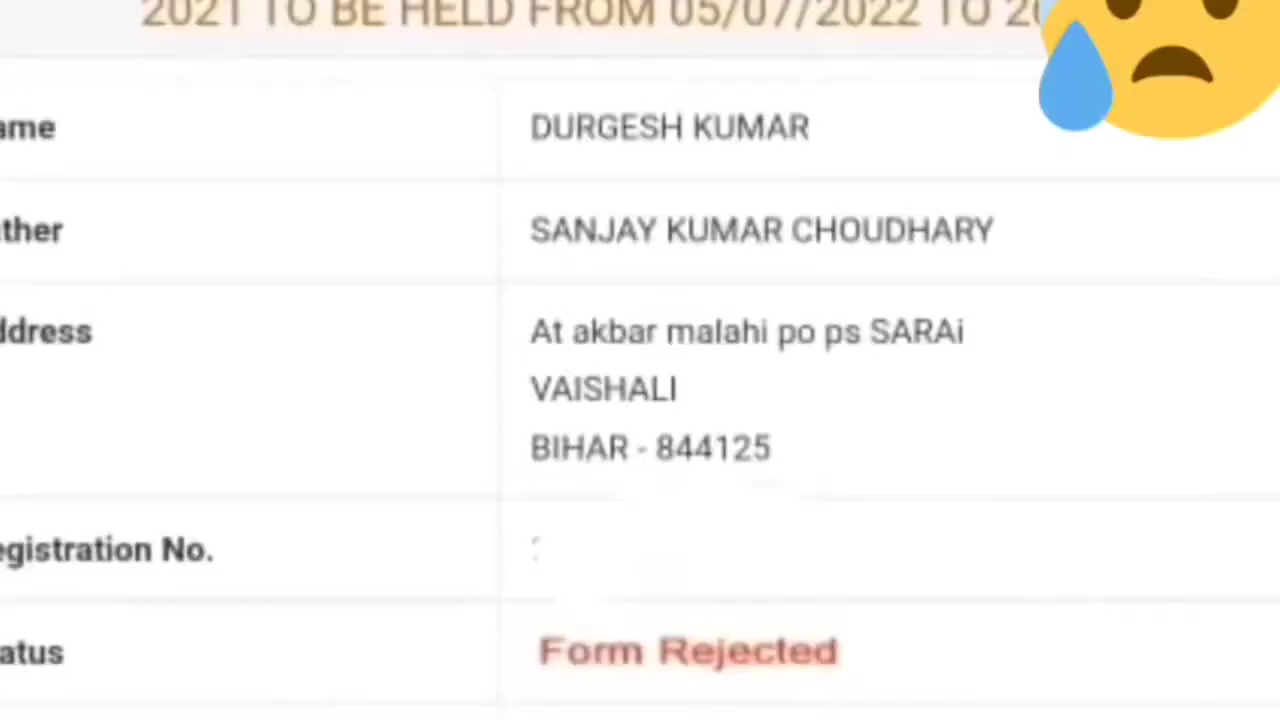 2021 TO BE HELD FROM 05/07/2022 TO
ame DURGESH KUMAR
ther SANJAY KUMAR CHOUDHARY
ddress At akbar malahi po ps SARAi
VAISHALI
BIHAR - 844125
egistration No.
atus Form Rejected